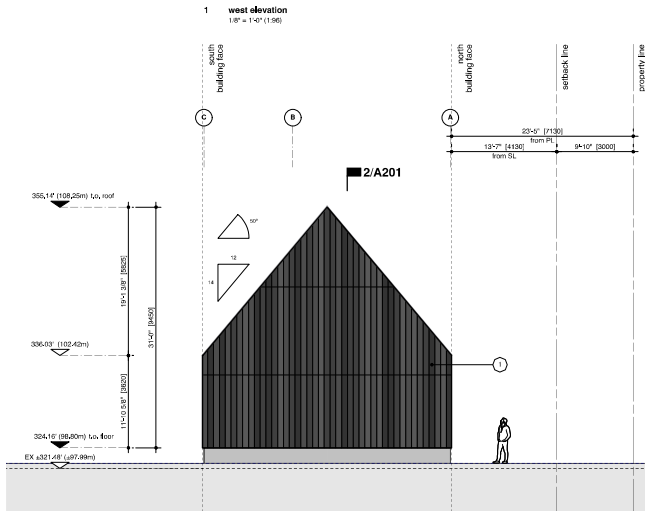 1 west elevation
1/8" = 1'-0" (1:96)
south
building face
north
building face
setback line
property line
C
B
A
23'-5" [7130]
from PL
13'-7" [4130]
9'-10" [3000]
from SL
2/A201
355.14' (108.25m) t.o. roof
50°
12
14
19'-1 3/8" [5825]
31'-0" [9450]
336.03' (102.42m)
1
11'-10 5/8" [3620]
324.16' (98.80m) t.o. floor
EX ±321.48' (±97.99m)